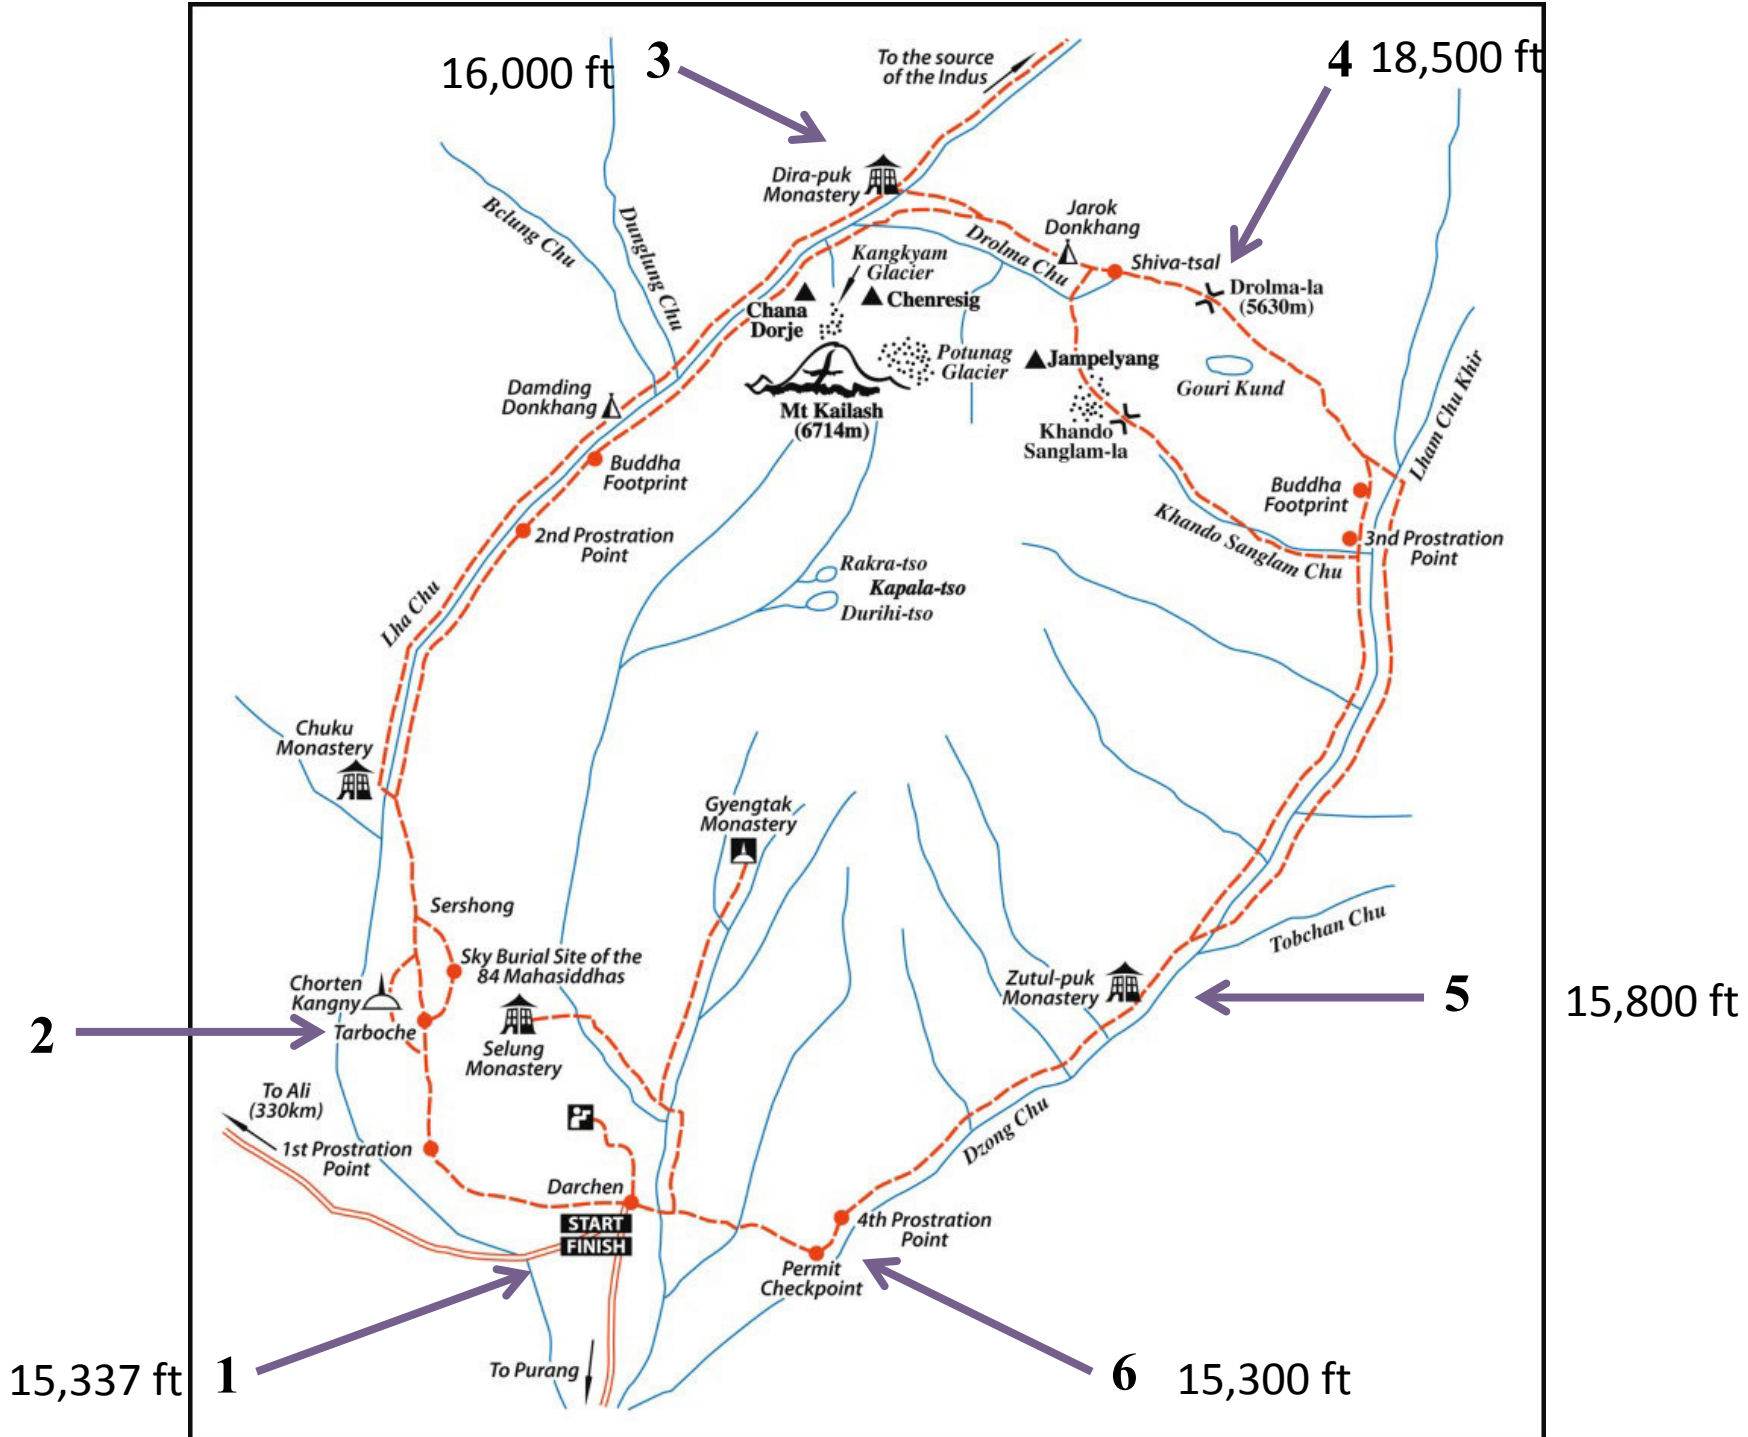 16,000 ft
3
To the source
of the Indus
4
18,500 ft
Dira-puk
Monastery
Jarok
Donkhang
Bclung Chu
Dunglung Chu
Drolma Chu
Kangkyam
Glacier
Shiva-tsal
Drolma-la
(5630m)
Chana
Dorje
Chenresig
Potunag
Glacier
Jampelyang
Gouri Kund
Lham Chu Khir
Damding
Donkhang
Mt Kailash
(6714m)
Khando
Sanglam-la
Buddha
Footprint
Buddha
Footprint
2nd Prostration
Point
Khando Sanglam Chu
3nd Prostration
Point
Rakra-tso
Kapala-tso
Durihi-tso
Lha Chu
Chuku
Monastery
Gyengtak
Monastery
Sershong
Tobchan Chu
Sky Burial Site of the
84 Mahasiddhas
Chorten
Kangny
Zutul-puk
Monastery
5
15,800 ft
2
Tarboche
Selung
Monastery
To Ali
(330km)
1st Prostration
Point
Dzong Chu
Darchen
START
FINISH
4th Prostration
Point
Permit
Checkpoint
To Purang
15,337 ft
1
6
15,300 ft